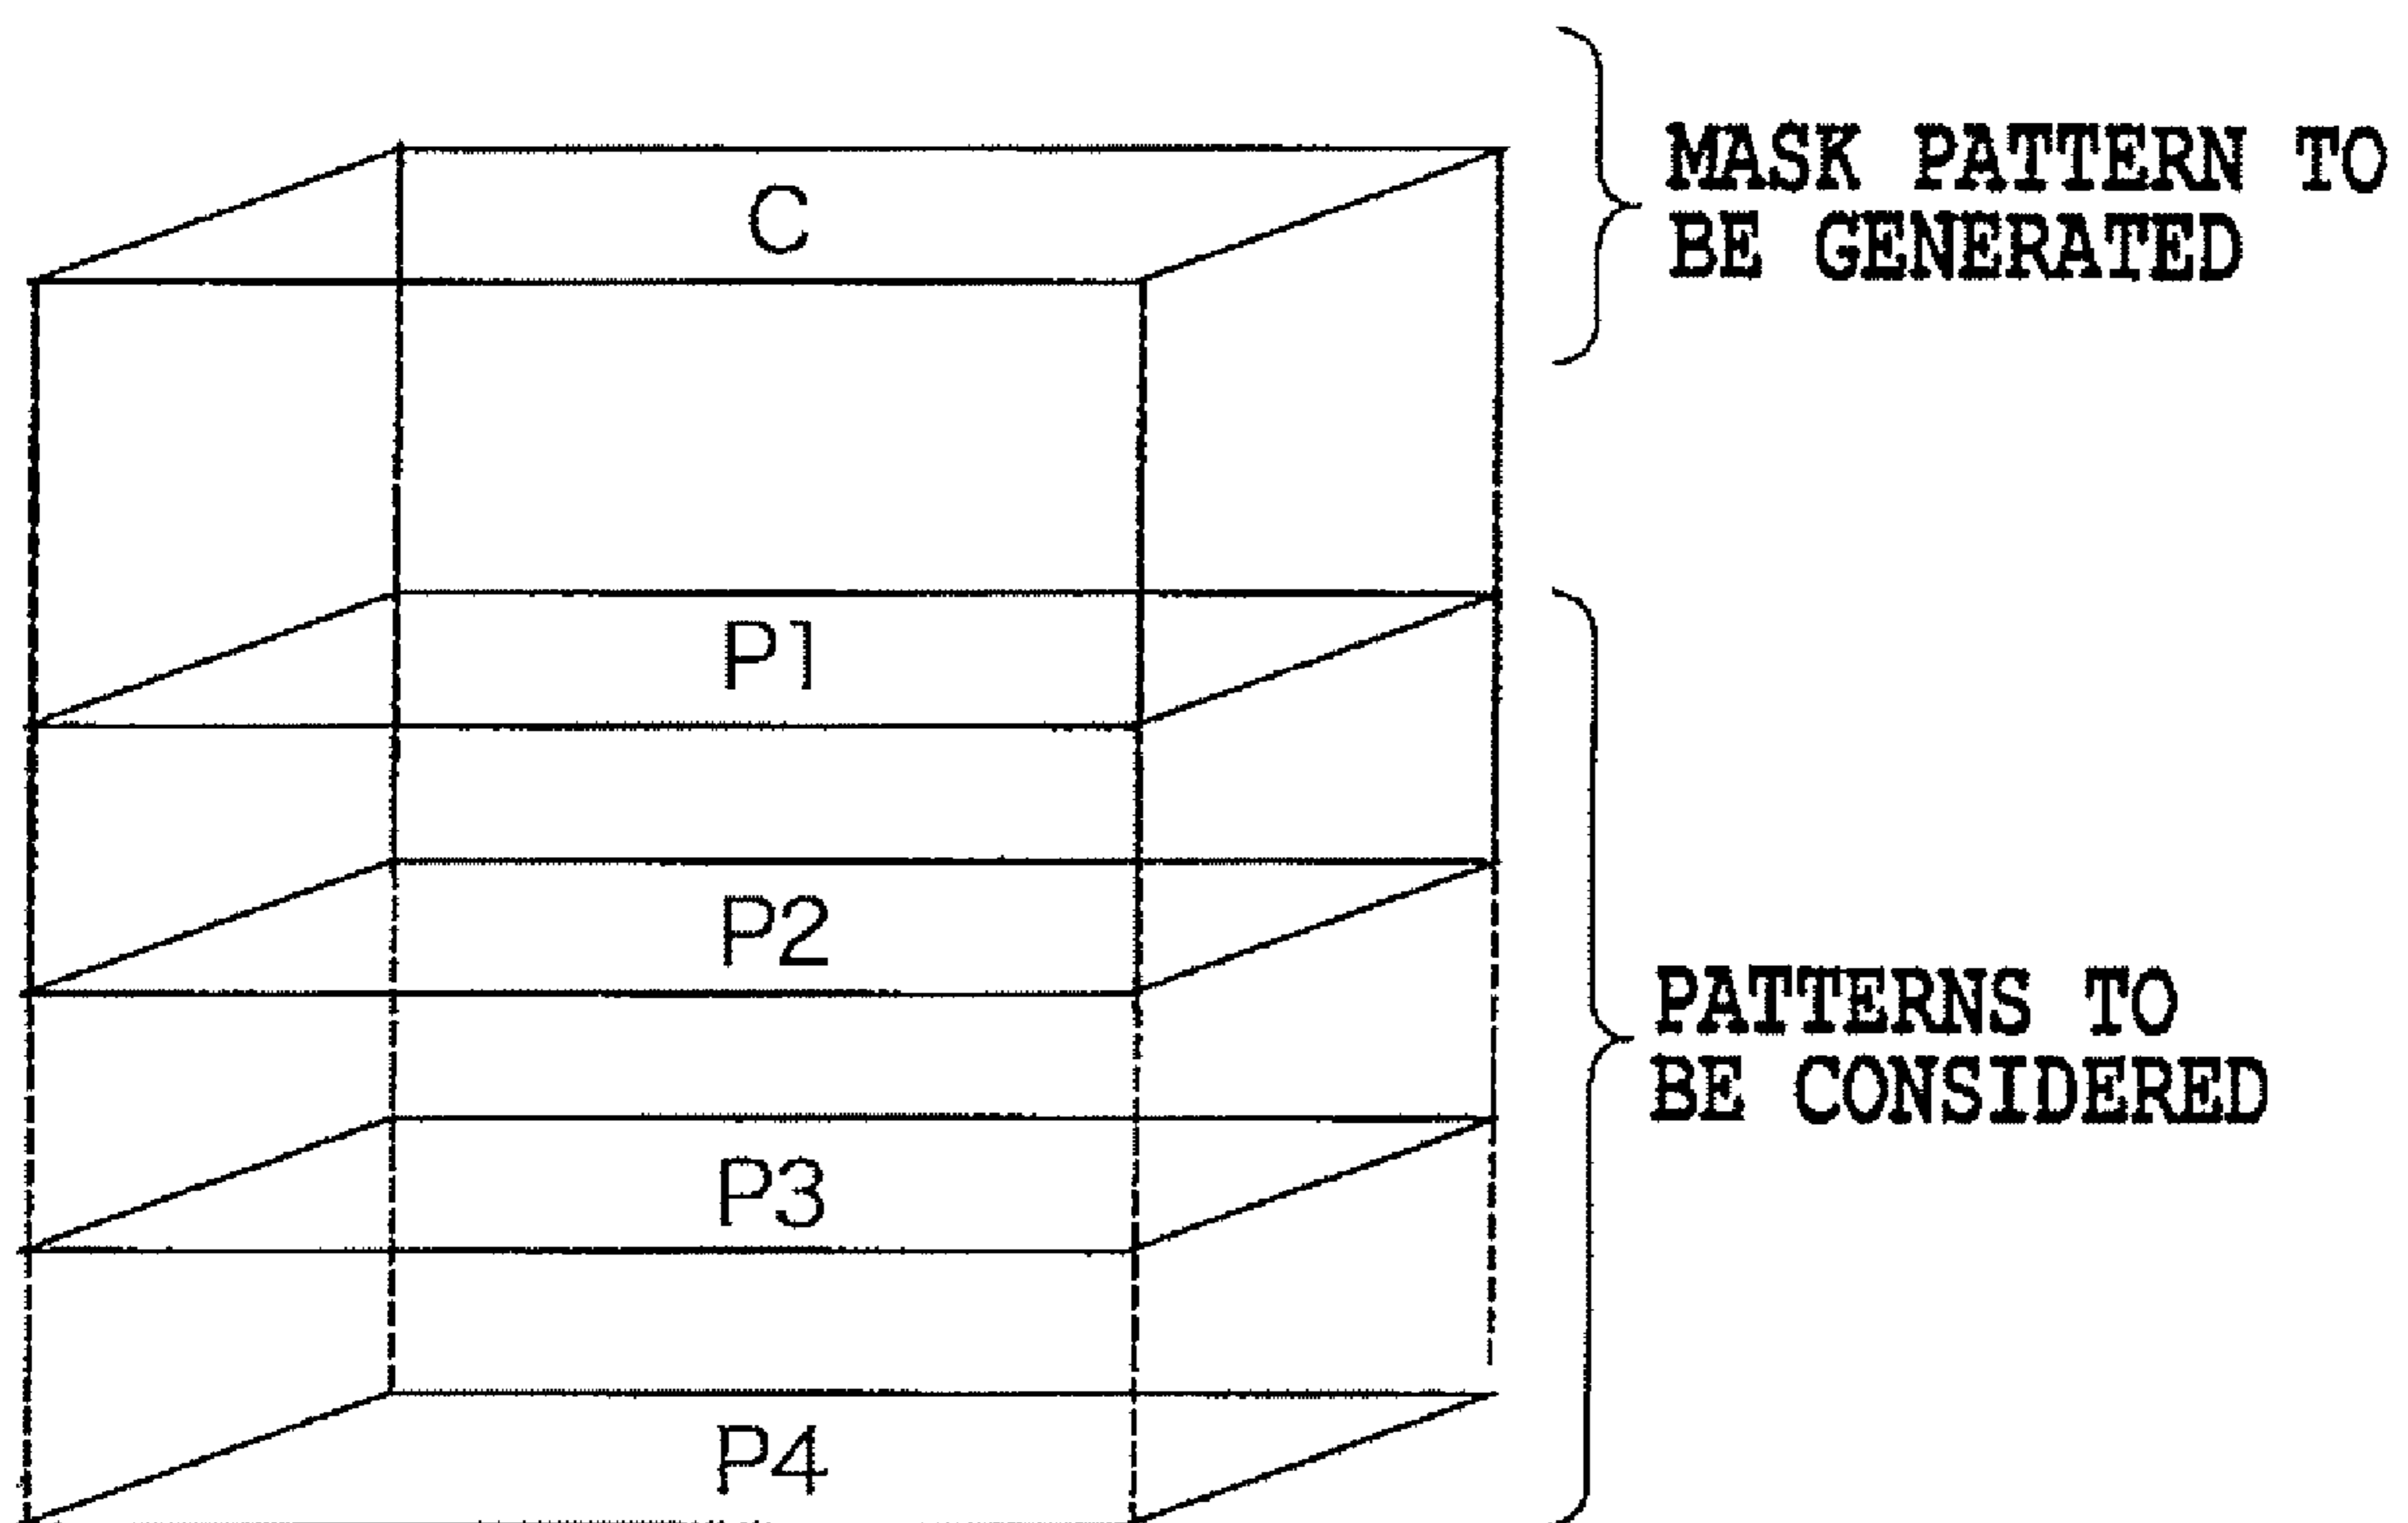 C
MASK PATTERN TO
BE GENERATED
P1
P2
P3
P4
PATTERNS TO
BE CONSIDERED